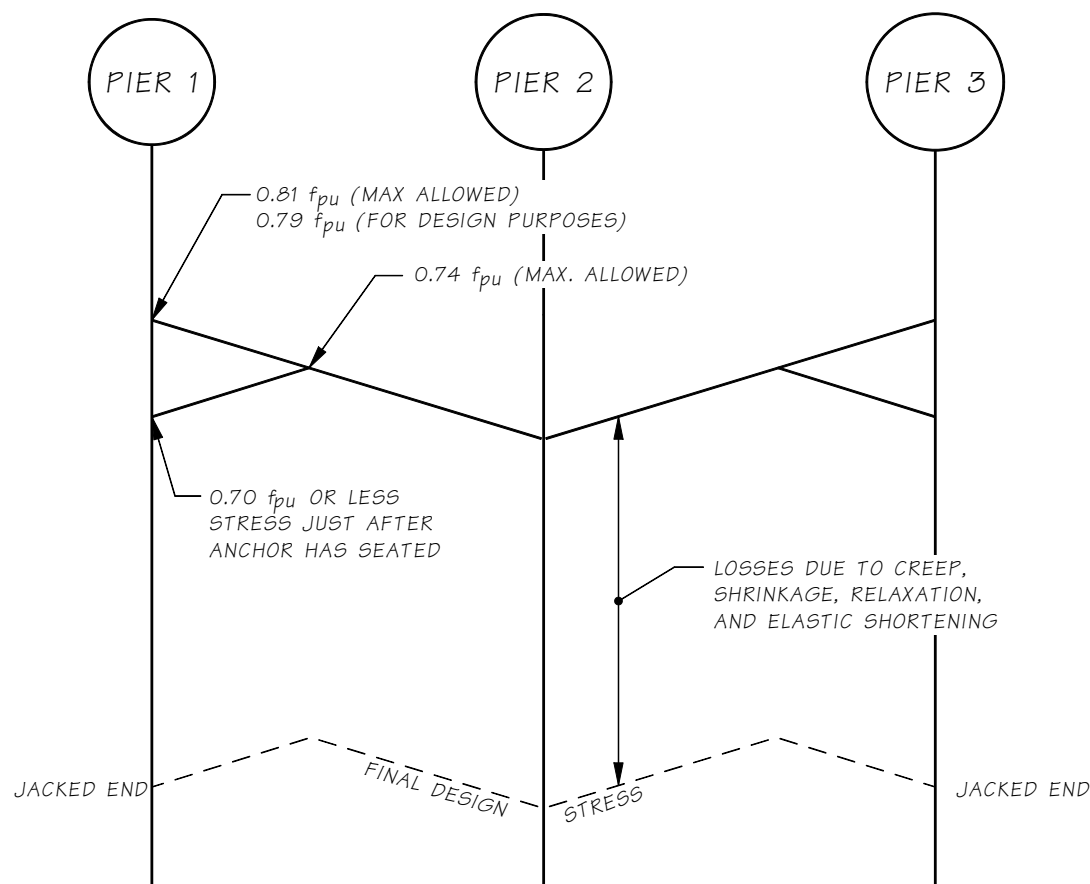 PIER 1
PIER 2
PIER 3
0.81 fpu (MAX ALLOWED)
0.79 fpu (FOR DESIGN PURPOSES)
0.74 fpu (MAX. ALLOWED)
0.70 fpu OR LESS
STRESS JUST AFTER
ANCHOR HAS SEATED
LOSSES DUE TO CREEP,
SHRINKAGE, RELAXATION,
AND ELASTIC SHORTENING
JACKED END
FINAL DESIGN
STRESS
JACKED END